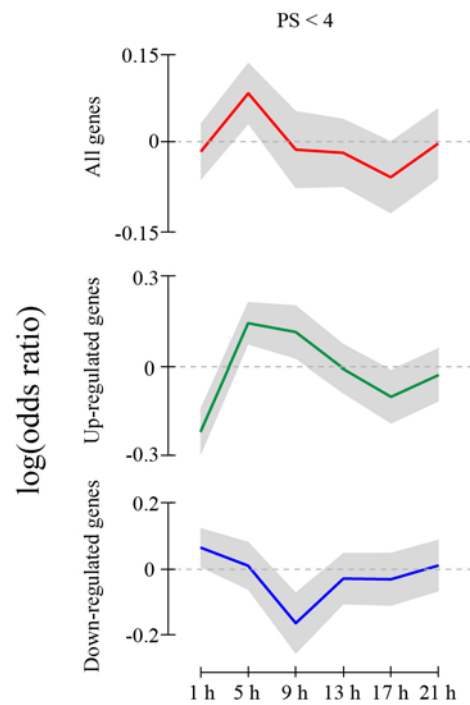 PS < 4
log(odds ratio)
All genes
0.15
0
-0.15
Up-regulated genes
0.3
0
-0.3
Down-regulated genes
0.2
0
-0.2
1 h 5 h 9 h 13 h 17 h 21 h